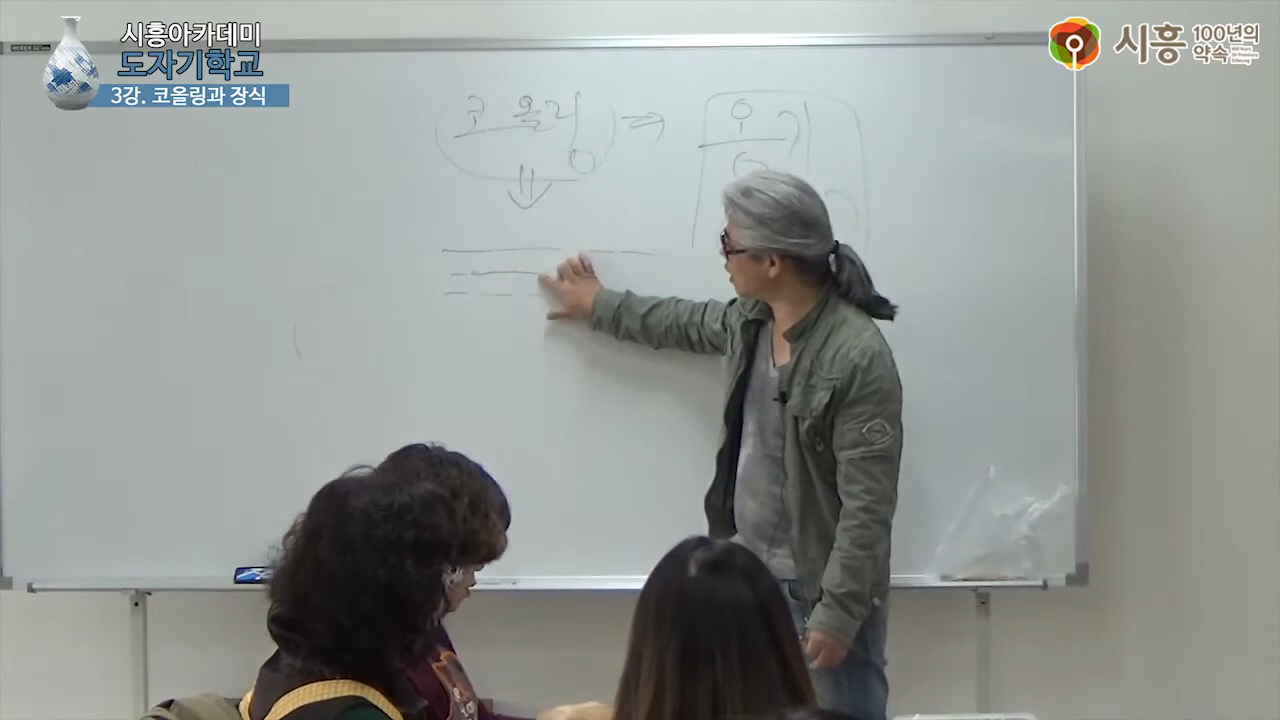 시흥아카데미
도자기학교
3강. 코올링과 장식
시흥 100년의 약속
코올링
우기